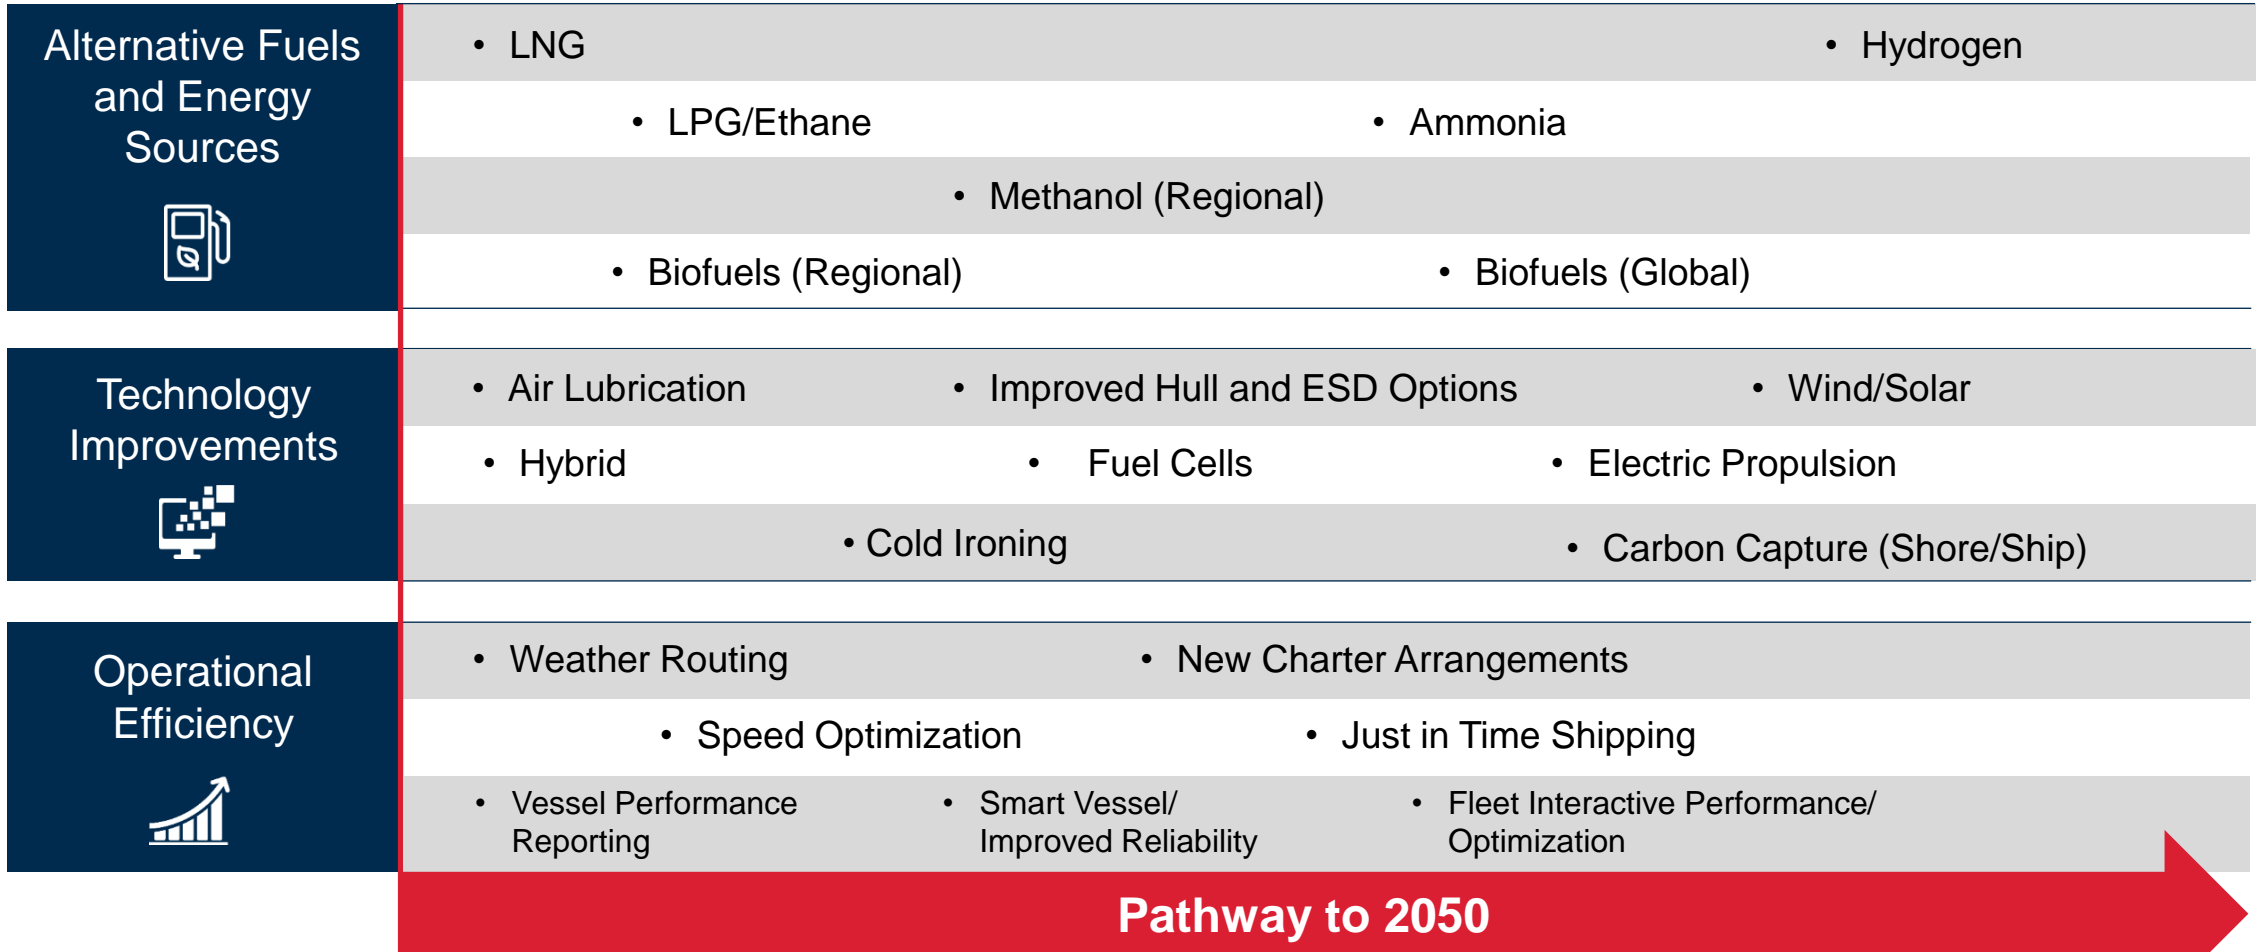 Alternative Fuels
and Energy
Sources
• LNG
• Hydrogen
• LPG/Ethane
• Ammonia
• Methanol (Regional)
• Biofuels (Regional)
• Biofuels (Global)
Technology
Improvements
• Air Lubrication
• Improved Hull and ESD Options
• Wind/Solar
• Hybrid
• Fuel Cells
• Electric Propulsion
• Cold Ironing
• Carbon Capture (Shore/Ship)
Operational
Efficiency
• Weather Routing
• New Charter Arrangements
• Speed Optimization
• Just in Time Shipping
• Vessel Performance
Reporting
• Smart Vessel/
Improved Reliability
• Fleet Interactive Performance/
Optimization
Pathway to 2050